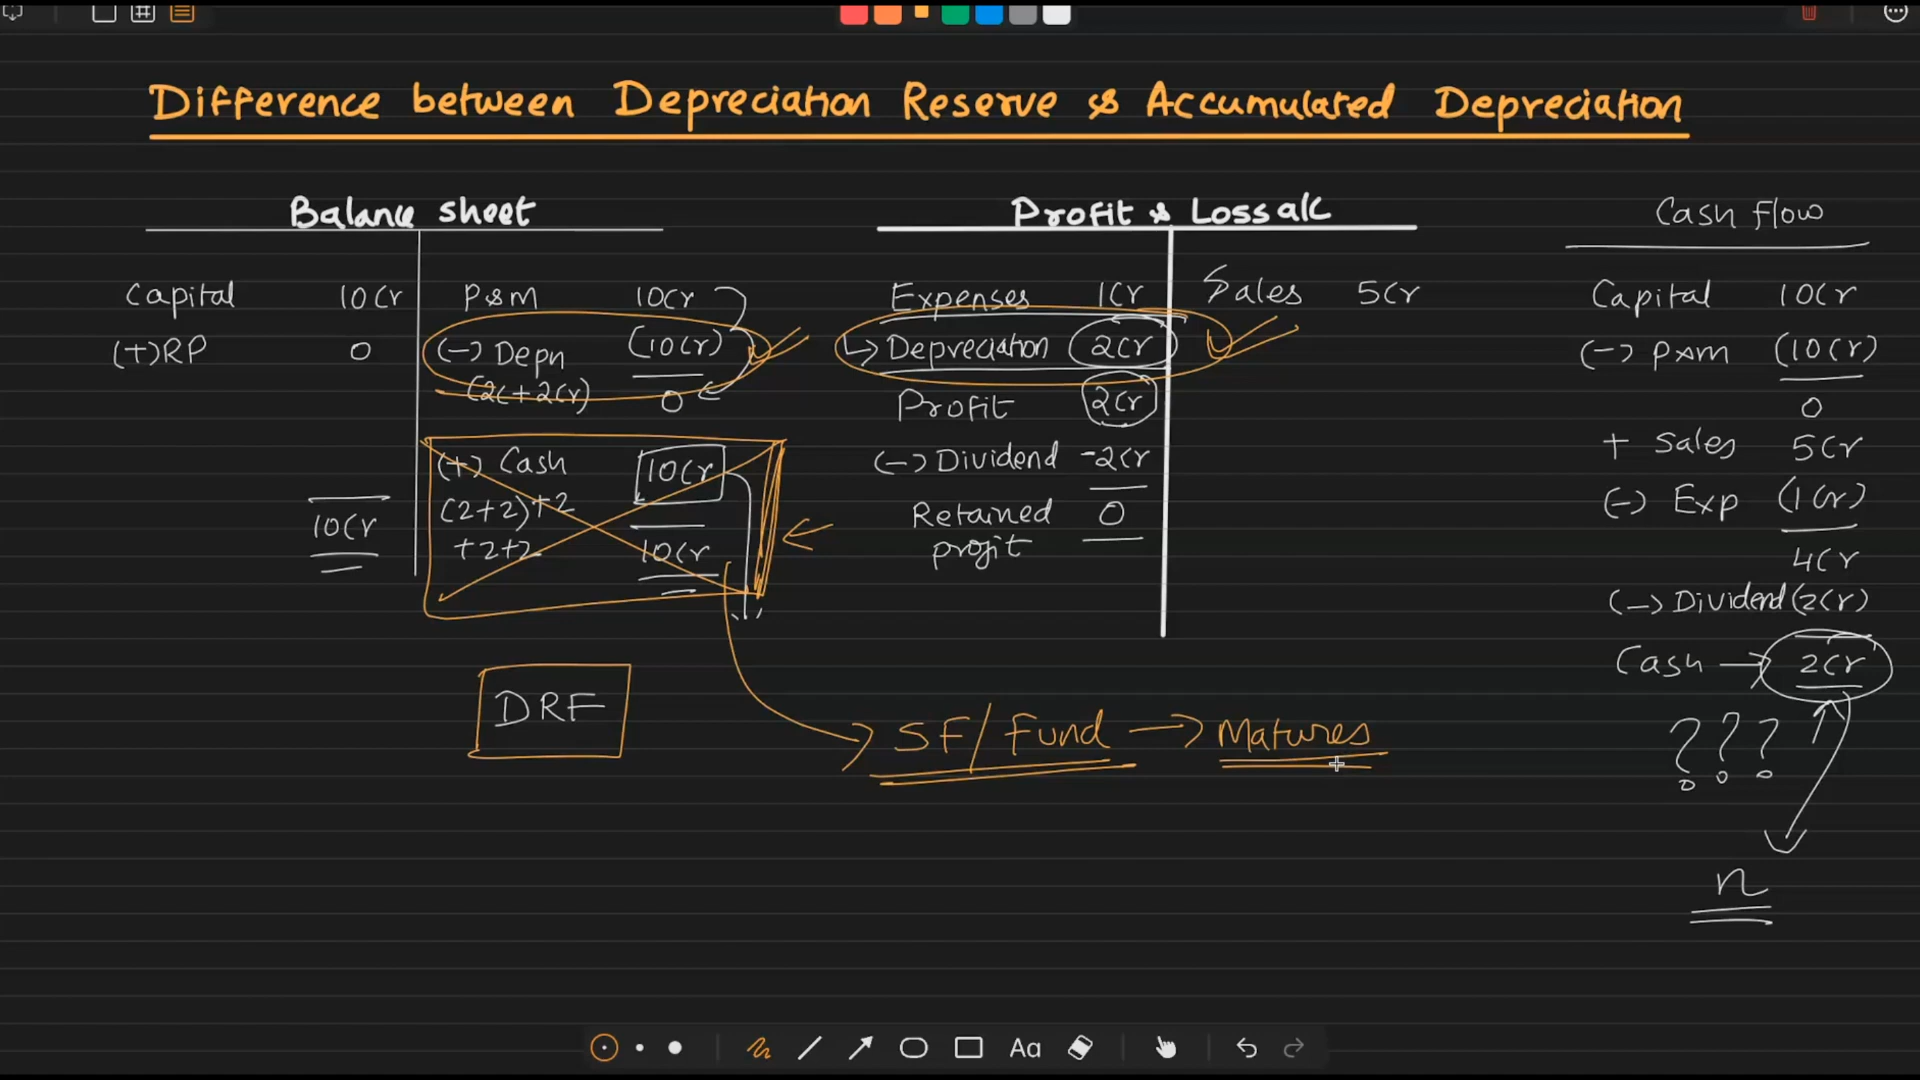 Difference between Depreciation Reserve & Accumulated Depreciation
Balance sheet
Capital 10Cr P&M 10Cr
(+)RP 0 (-) Depn (10Cr)
(2Cr+2Cr) 0
(+) Cash 10Cr
(2+2)+2
10Cr +2+2 10Cr
DRF
Profit & Loss a/c
Expenses 1Cr Sales 5Cr
↳ Depreciation 2Cr
Profit 2Cr
(-) Dividend -2Cr
Retained profit 0
SF/Fund → Matures
Cash flow
Capital 10Cr
(-) P&M (10Cr)
0
+ Sales 5Cr
(-) Exp (1Cr)
4Cr
(-) Dividend (2Cr)
Cash → 2Cr
???
n
Aa